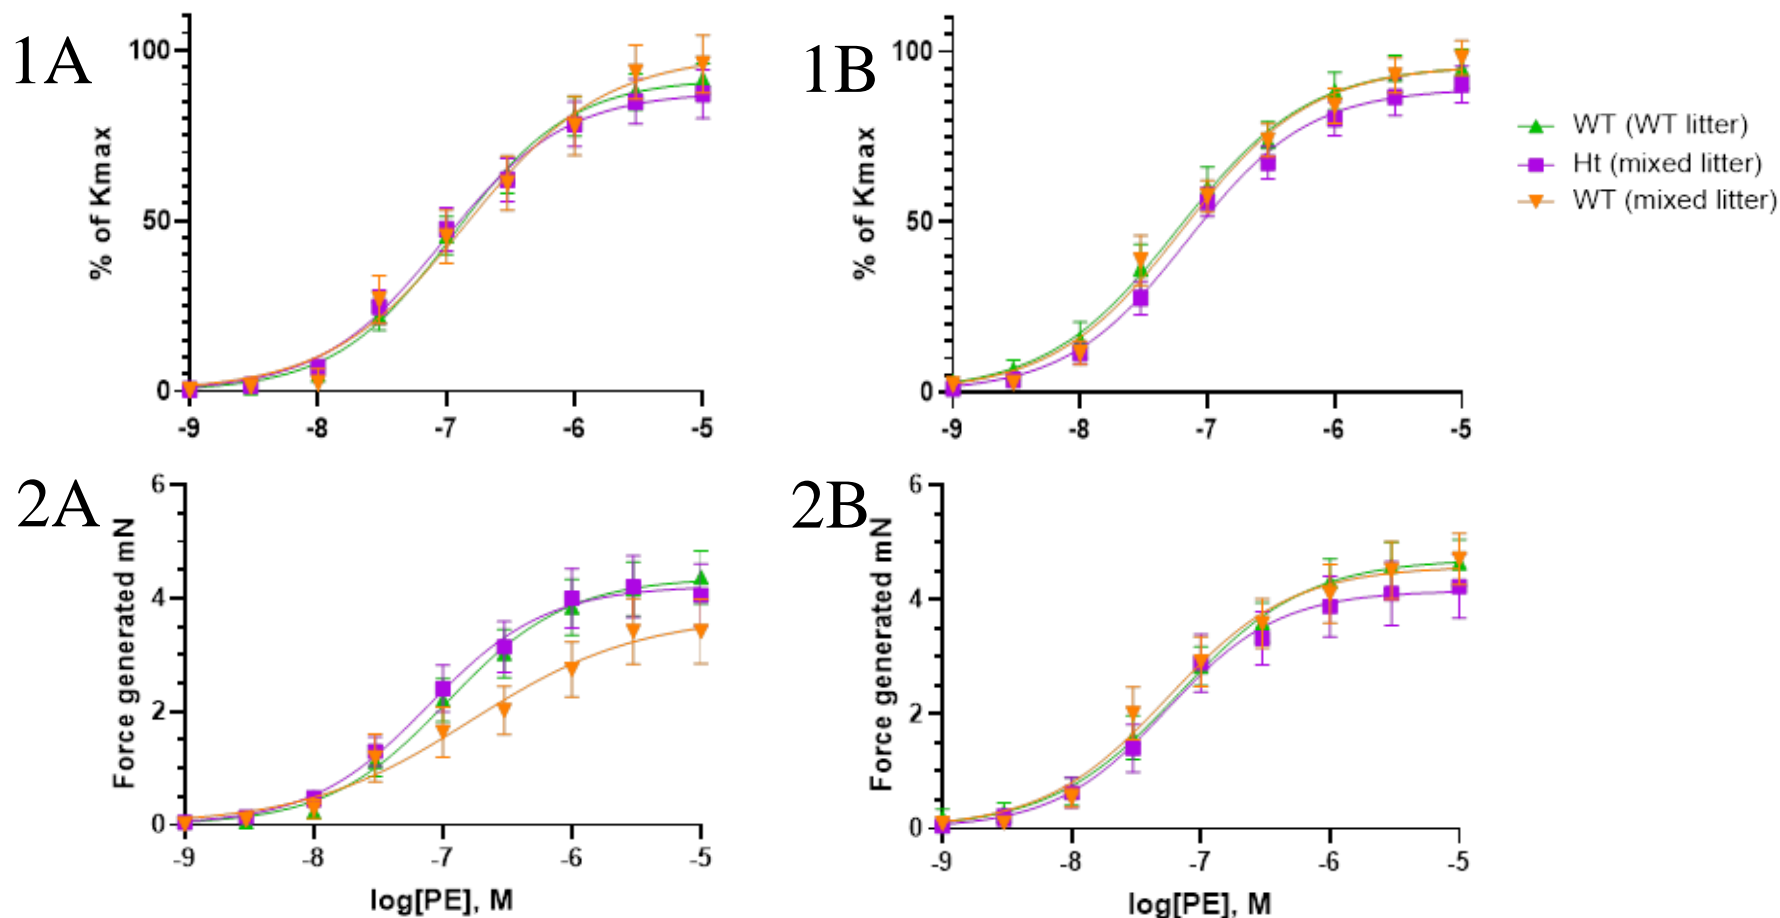 1A
100
50
0
% of Kmax
-9 -8 -7 -6 -5
1B
100
50
0
% of Kmax
-9 -8 -7 -6 -5
WT (WT litter)
Ht (mixed litter)
WT (mixed litter)
2A
6
4
2
0
Force generated mN
-9 -8 -7 -6 -5
log[PE], M
2B
6
4
2
0
Force generated mN
-9 -8 -7 -6 -5
log[PE], M